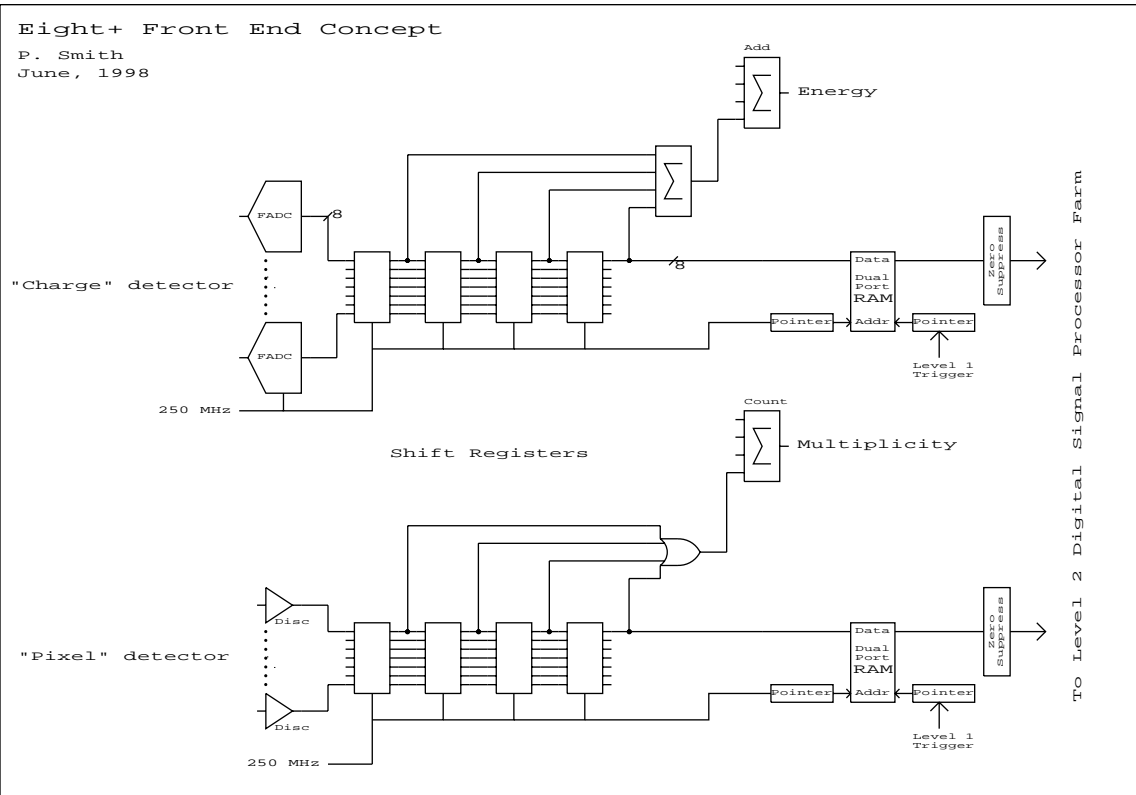 Eight+ Front End Concept
P. Smith
June, 1998
Add
Energy
FADC
8
"Charge" detector
FADC
250 MHz
8
Data
Dual
Port
RAM
Addr
Pointer
Pointer
Level 1
Trigger
Zero
Suppress
Count
Multiplicity
Shift Registers
Disc
"Pixel" detector
Disc
250 MHz
Data
Dual
Port
RAM
Addr
Pointer
Pointer
Level 1
Trigger
Zero
Suppress
To Level 2 Digital Signal Processor Farm